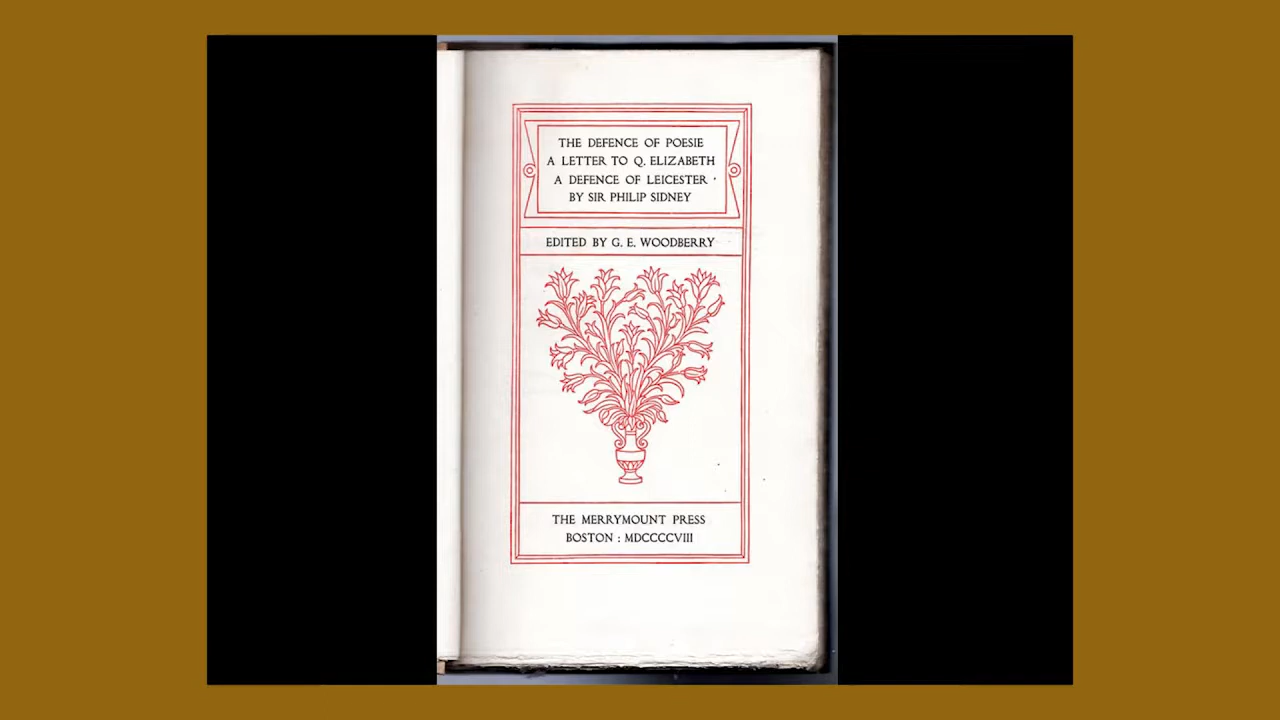 THE DEFENCE OF POESIE
A LETTER TO Q. ELIZABETH
A DEFENCE OF LEICESTER
BY SIR PHILIP SIDNEY
EDITED BY G. E. WOODBERRY
THE MERRYMOUNT PRESS
BOSTON : MDCCCCVIII